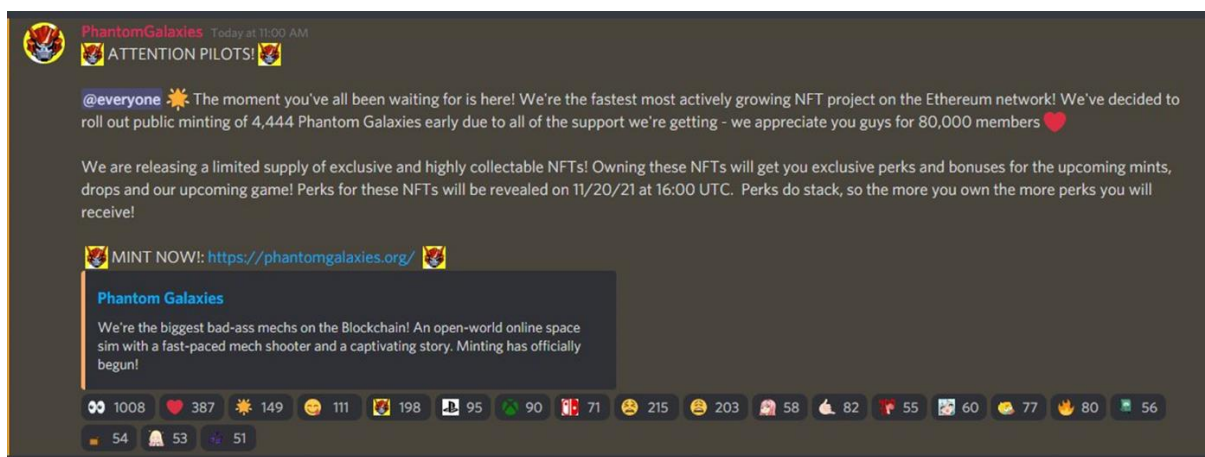 PhantomGalaxies Today at 11:00 AM
ATTENTION PILOTS!
@everyone The moment you've all been waiting for is here! We're the fastest most actively growing NFT project on the Ethereum network! We've decided to
roll out public minting of 4,444 Phantom Galaxies early due to all of the support we're getting - we appreciate you guys for 80,000 members
We are releasing a limited supply of exclusive and highly collectable NFTs! Owning these NFTs will get you exclusive perks and bonuses for the upcoming mints,
drops and our upcoming game! Perks for these NFTs will be revealed on 11/20/21 at 16:00 UTC. Perks do stack, so the more you own the more perks you will
receive!
MINT NOW!: https://phantomgalaxies.org/
Phantom Galaxies
We're the biggest bad-ass mechs on the Blockchain! An open-world online space
sim with a fast-paced mech shooter and a captivating story. Minting has officially
begun!
1008 387 149 111 198 95 90 71 215 203 58 82 55 60 77 80 56
54 53 51